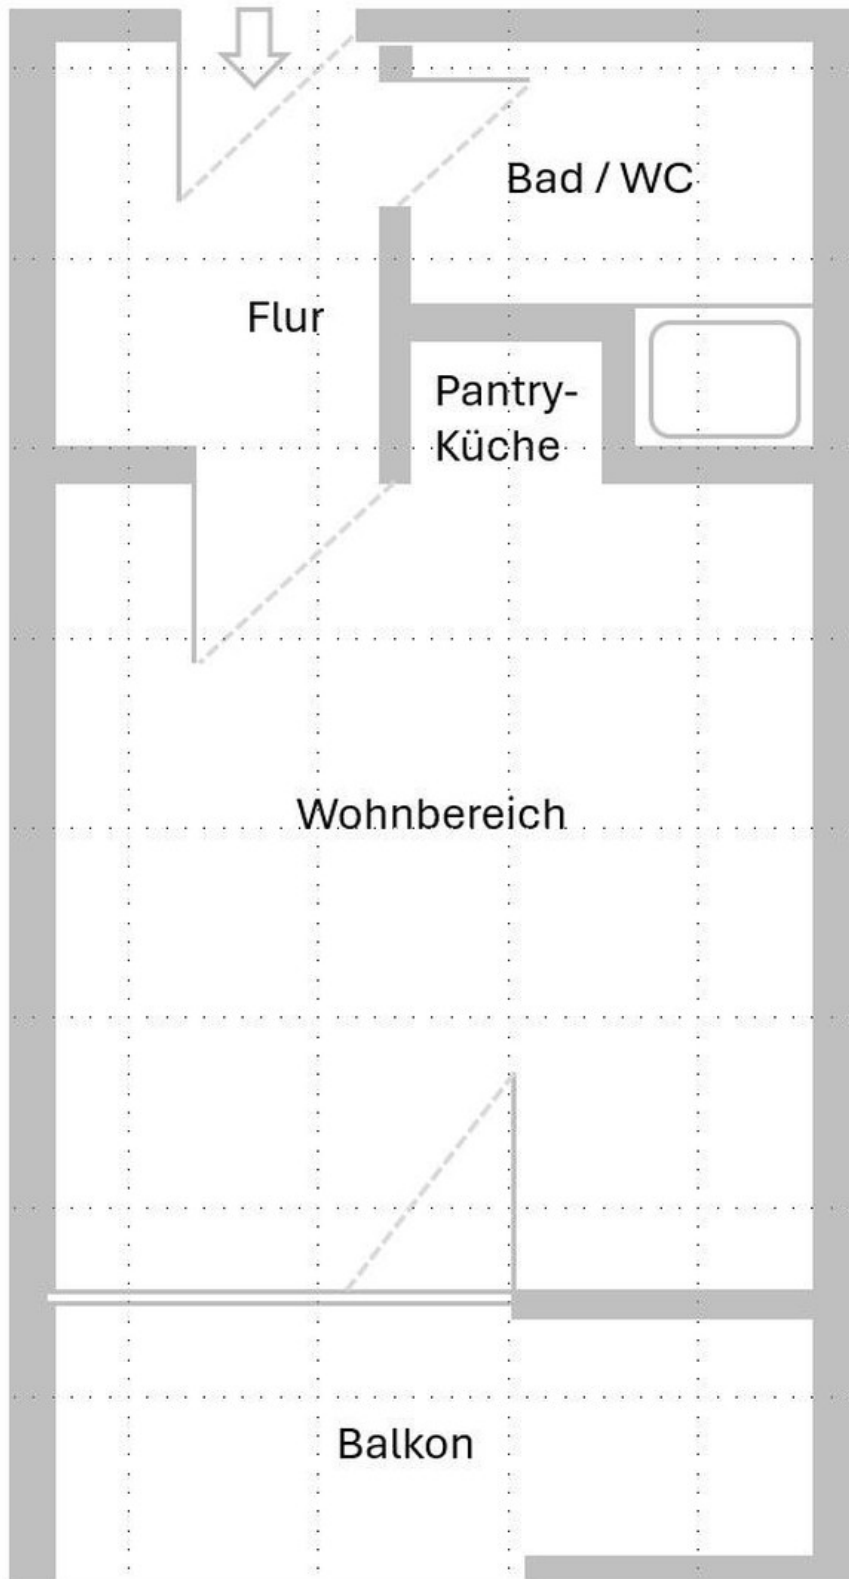 Bad / WC
Flur
Pantry-
Küche
Wohnbereich
Balkon